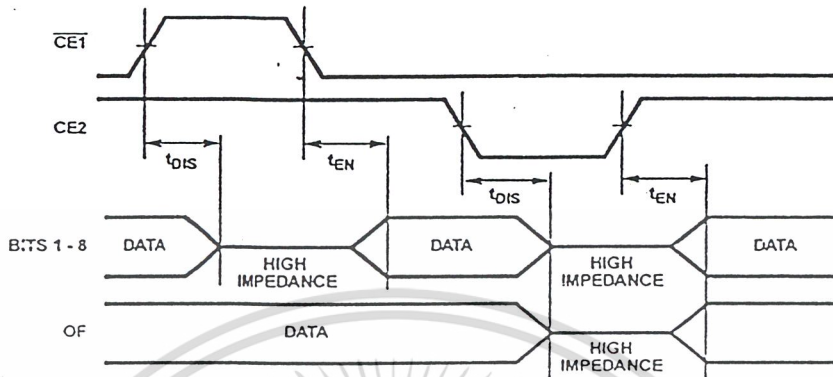 CE1
CE2
tDIS
tEN
tDIS
tEN
BITS 1 - 8
DATA
HIGH
IMPEDANCE
DATA
HIGH
IMPEDANCE
DATA
OF
DATA
HIGH
IMPEDANCE